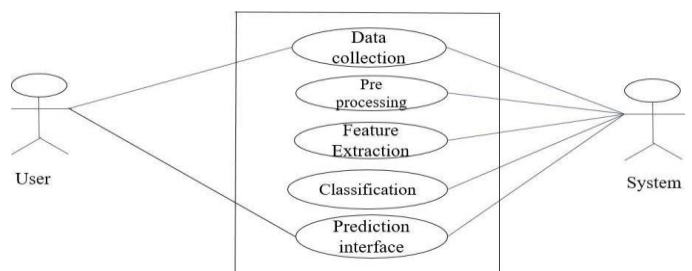 Data
collection
Pre
processing
Feature
Extraction
Classification
Prediction
interface
User
System